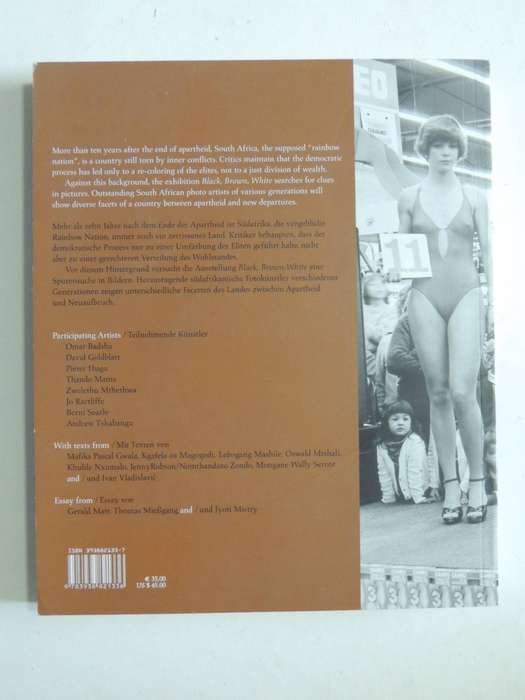 More than ten years after the end of apartheid, South Africa, the supposed "rainbow
nation", is a country still torn by inner conflicts. Critics maintain that the democratic
process has led only to a re-coloring of the elites, not to a just division of wealth.
Against this background, the exhibition Black, Brown, White searches for clues
in pictures. Outstanding South African photo artists of various generations will
show diverse facets of a country between apartheid and new departures.
Mehr als zehn Jahre nach dem Ende der Apartheid ist Südafrika, die vorgebliche
Rainbow Nation, immer noch ein zerrissenes Land. Kritiker behaupten, dass der
demokratische Prozess nur zu einer Umfärbung der Eliten geführt habe, nicht
aber zu einer gerechteren Verteilung des Wohlstandes.
Vor diesem Hintergrund versucht die Ausstellung Black, Brown, White eine
Spurensuche in Bildern. Herausragende südafrikanische Fotokünstler verschiedener
Generationen zeigen unterschiedliche Facetten des Landes zwischen Apartheid
und Neuaufbruch.
Participating Artists / Teilnehmende Künstler
Omar Badsha
David Goldblatt
Pieter Hugo
Thando Mama
Zwelethu Mthethwa
Jo Ractliffe
Berni Searle
Andrew Tshabangu
With texts from / Mit Texten von
Mafika Pascal Gwala, Kgafela oa Magogodi, Lebogang Mashile, Oswald Mtshali,
Khulile Nxumalo, Jenny Robson/Nomthandazo Zondo, Mongane Wally Serote
and / und Ivan Vladislavić
Essay from / Essay von
Gerald Matt, Thomas Mießgang and / und Jyoti Mistry
ISBN 393662133-7
9 783936 621336
€ 35,00
US $ 45.00
ED
11
3
3